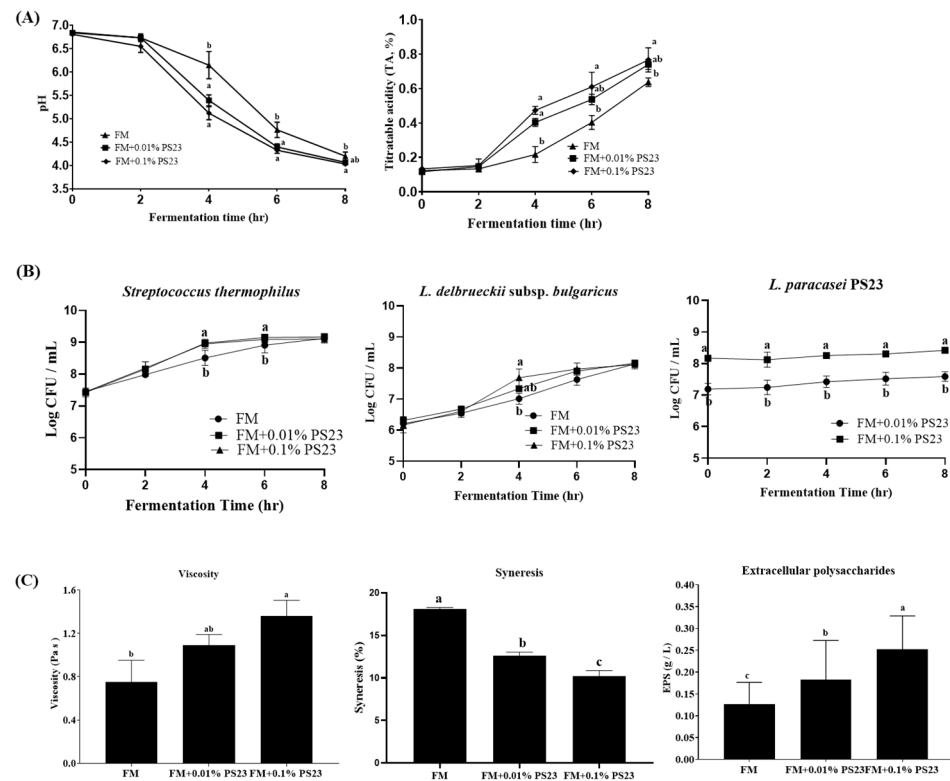 (A)
7.0
6.5
6.0
5.5
5.0
4.5
4.0
3.5
pH
b
a
a
b
a
a
b
ab
a
FM
FM+0.01% PS23
FM+0.1% PS23
0 2 4 6 8
Fermentation time (hr)
1.0
0.8
0.6
0.4
0.2
0.0
Titratable acidity (TA, %)
a
a
b
a
ab
b
a
ab
b
FM
FM+0.01% PS23
FM+0.1% PS23
0 2 4 6 8
Fermentation time (hr)
(B)
Streptococcus thermophilus
10
9
8
7
6
5
Log CFU / mL
a
a
b
b
FM
FM+0.01% PS23
FM+0.1% PS23
0 2 4 6 8
Fermentation Time (hr)
L. delbrueckii subsp. bulgaricus
10
9
8
7
6
5
Log CFU / mL
a
ab
b
FM
FM+0.01% PS23
FM+0.1% PS23
0 2 4 6 8
Fermentation Time (hr)
L. paracasei PS23
10
9
8
7
6
5
Log CFU / mL
a a a a a
b b b b b
FM+0.01% PS23
FM+0.1% PS23
0 2 4 6 8
Fermentation Time (hr)
(C)
Viscosity
1.6
1.2
0.8
0.4
0.0
Viscosity (Pa s)
b
ab
a
FM FM+0.01% PS23 FM+0.1% PS23
Syneresis
20
15
10
5
0
Syneresis (%)
a
b
c
FM FM+0.01% PS23 FM+0.1% PS23
Extracellular polysaccharides
0.40
0.35
0.30
0.25
0.20
0.15
0.10
0.05
0.00
EPS (g / L)
c
b
a
FM FM+0.01% PS23 FM+0.1% PS23